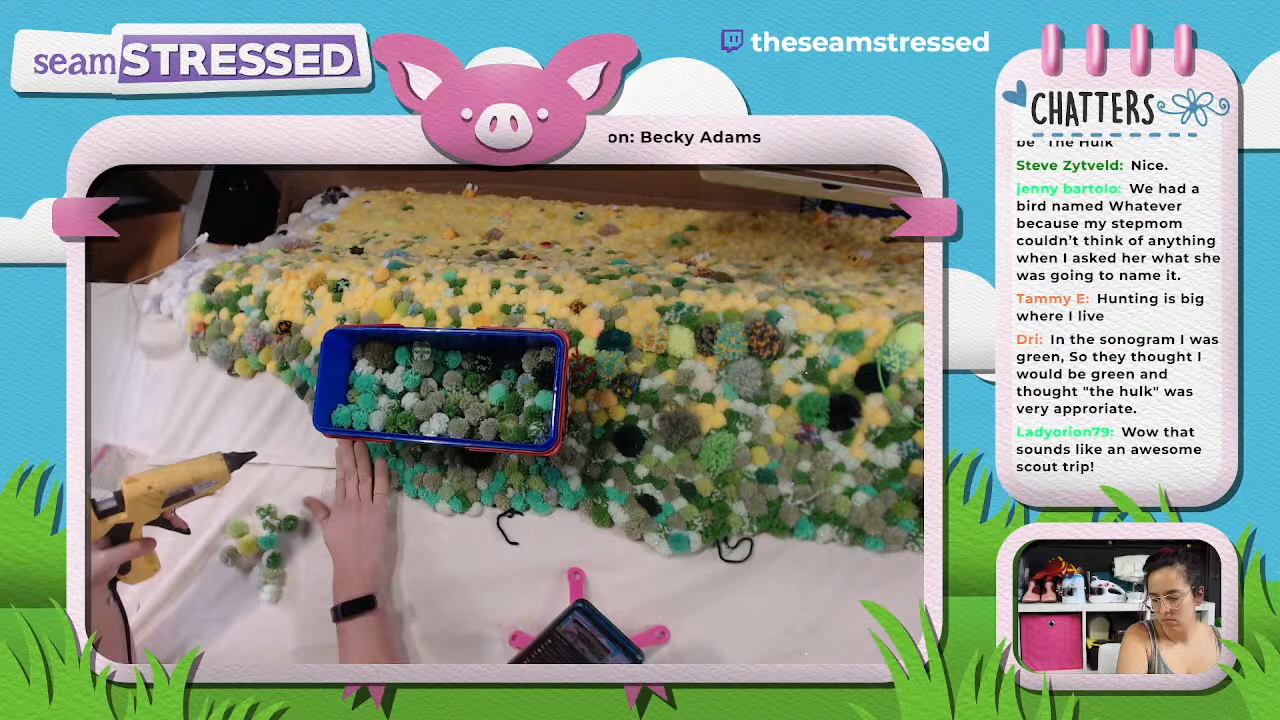 seamSTRESSED
theseamstressed
on: Becky Adams
CHATTERS
be "The Hulk"
Steve Zytveld: Nice.
jenny bartolo: We had a
bird named Whatever
because my stepmom
couldn't think of anything
when I asked her what she
was going to name it.
Tammy E: Hunting is big
where I live
Dri: In the sonogram I was
green, So they thought I
would be green and
thought "the hulk" was
very approriate.
Ladyorion79: Wow that
sounds like an awesome
scout trip!